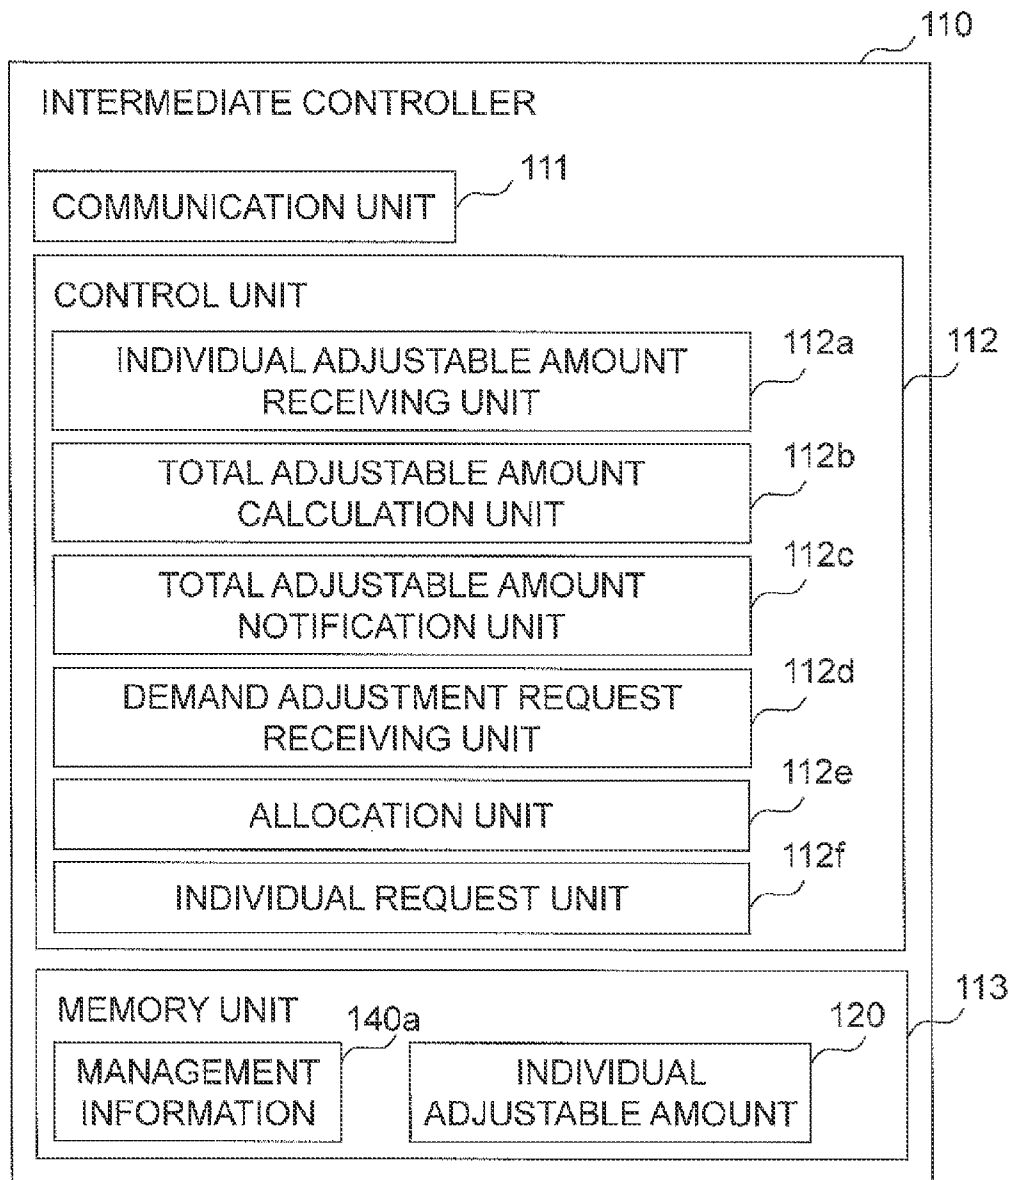 110
INTERMEDIATE CONTROLLER
111
COMMUNICATION UNIT
CONTROL UNIT
112
112a
INDIVIDUAL ADJUSTABLE AMOUNT
RECEIVING UNIT
112b
TOTAL ADJUSTABLE AMOUNT
CALCULATION UNIT
112c
TOTAL ADJUSTABLE AMOUNT
NOTIFICATION UNIT
112d
DEMAND ADJUSTMENT REQUEST
RECEIVING UNIT
112e
ALLOCATION UNIT
112f
INDIVIDUAL REQUEST UNIT
113
MEMORY UNIT
140a
MANAGEMENT
INFORMATION
120
INDIVIDUAL
ADJUSTABLE AMOUNT